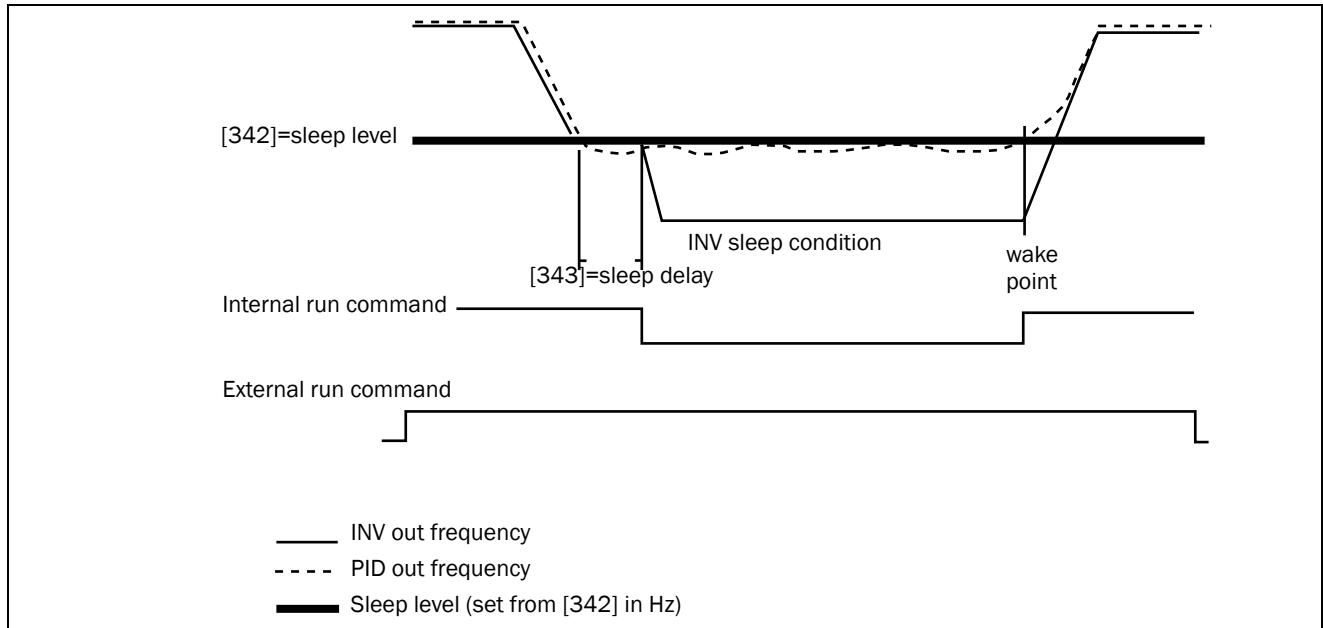 [342]=sleep level
INV sleep condition
wake
point
[343]=sleep delay
Internal run command
External run command
INV out frequency
PID out frequency
Sleep level (set from [342] in Hz)